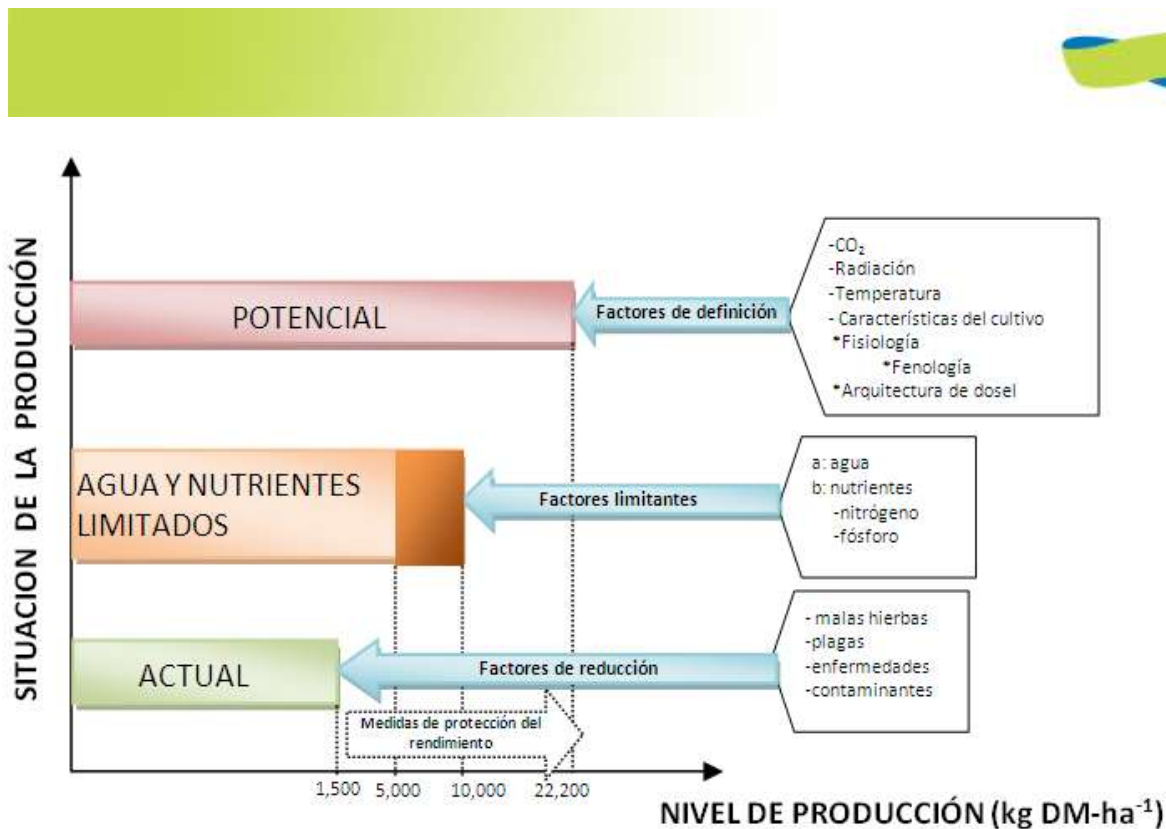 SITUACION DE LA PRODUCCIÓN
POTENCIAL
Factores de definición
-CO₂
-Radiación
-Temperatura
- Características del cultivo
*Fisiología
*Fenología
*Arquitectura de dosel
AGUA Y NUTRIENTES
LIMITADOS
Factores limitantes
a: agua
b: nutrientes
-nitrógeno
-fósforo
ACTUAL
Factores de reducción
- malas hierbas
-plagas
-enfermedades
-contaminantes
Medidas de protección del
rendimiento
1,500 5,000 10,000 22,200
NIVEL DE PRODUCCIÓN (kg DM-ha⁻¹)